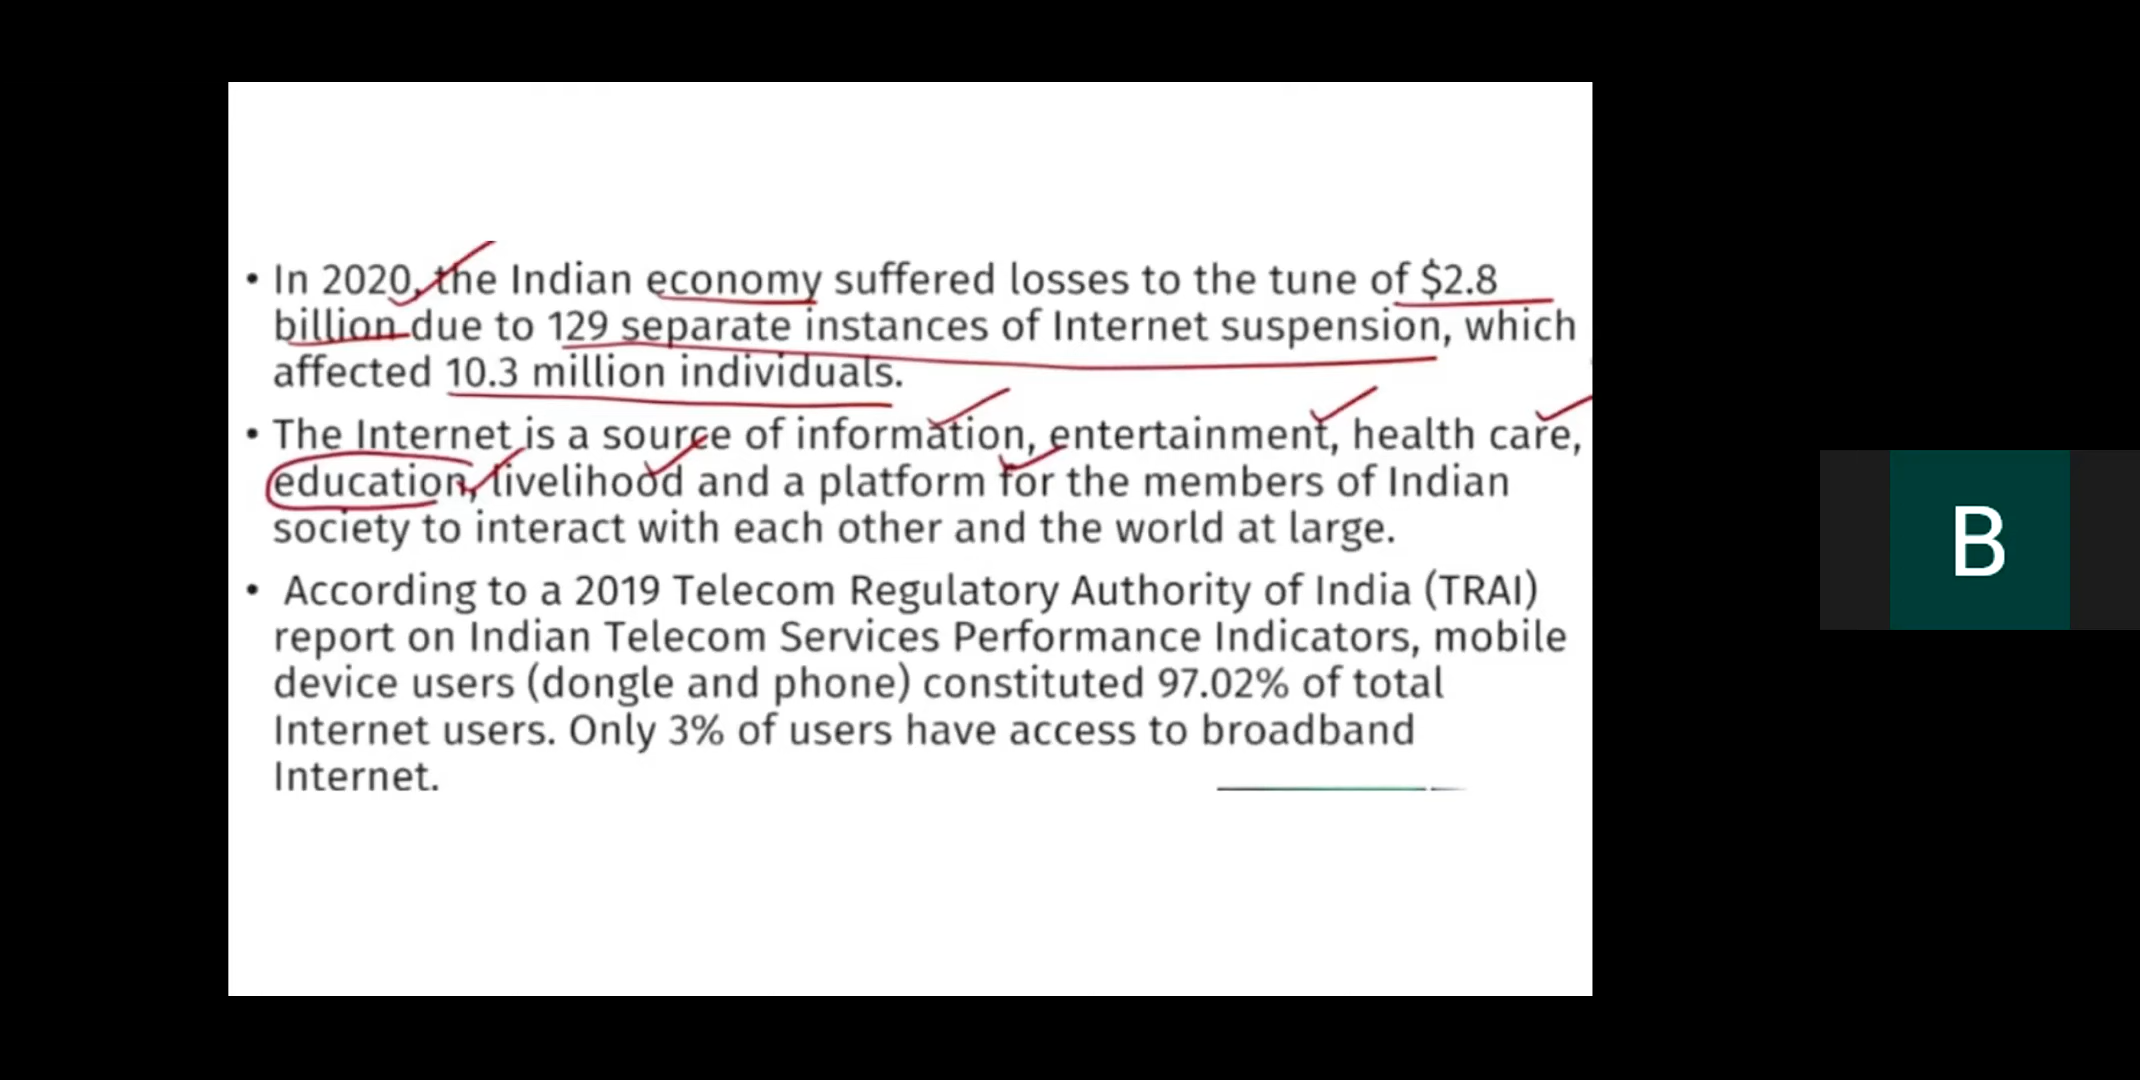 • In 2020, the Indian economy suffered losses to the tune of $2.8
billion due to 129 separate instances of Internet suspension, which
affected 10.3 million individuals.
• The Internet is a source of information, entertainment, health care,
education, livelihood and a platform for the members of Indian
society to interact with each other and the world at large.
• According to a 2019 Telecom Regulatory Authority of India (TRAI)
report on Indian Telecom Services Performance Indicators, mobile
device users (dongle and phone) constituted 97.02% of total
Internet users. Only 3% of users have access to broadband
Internet.
B